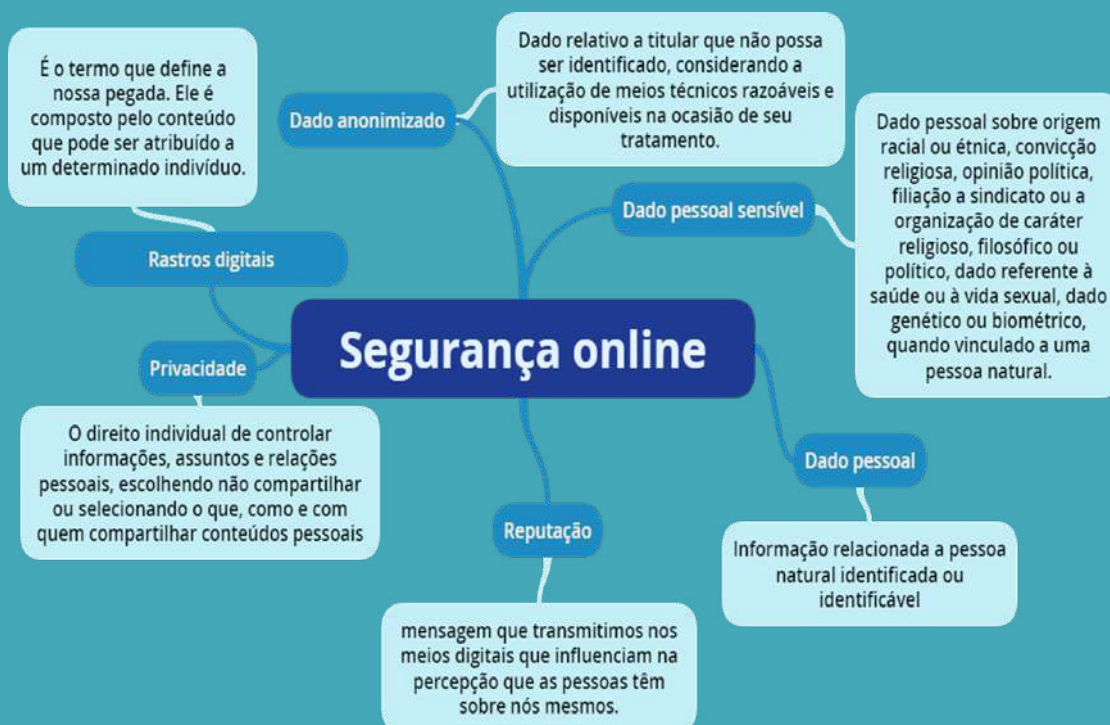 Segurança online
Dado anonimizado
Dado relativo a titular que não possa
ser identificado, considerando a
utilização de meios técnicos razoáveis e
disponíveis na ocasião de seu
tratamento.
Dado pessoal sensível
Dado pessoal sobre origem
racial ou étnica, convicção
religiosa, opinião política,
filiação a sindicato ou a
organização de caráter
religioso, filosófico ou
político, dado referente à
saúde ou à vida sexual, dado
genético ou biométrico,
quando vinculado a uma
pessoa natural.
Dado pessoal
Informação relacionada a pessoa
natural identificada ou
identificável
Reputação
mensagem que transmitimos nos
meios digitais que influenciam na
percepção que as pessoas têm
sobre nós mesmos.
Privacidade
O direito individual de controlar
informações, assuntos e relações
pessoais, escolhendo não compartilhar
ou selecionando o que, como e com
quem compartilhar conteúdos pessoais
Rastros digitais
É o termo que define a
nossa pegada. Ele é
composto pelo conteúdo
que pode ser atribuído a
um determinado indivíduo.